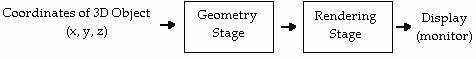 Coordinates of 3D Object
(x, y, z)
Geometry
Stage
Rendering
Stage
Display
(monitor)